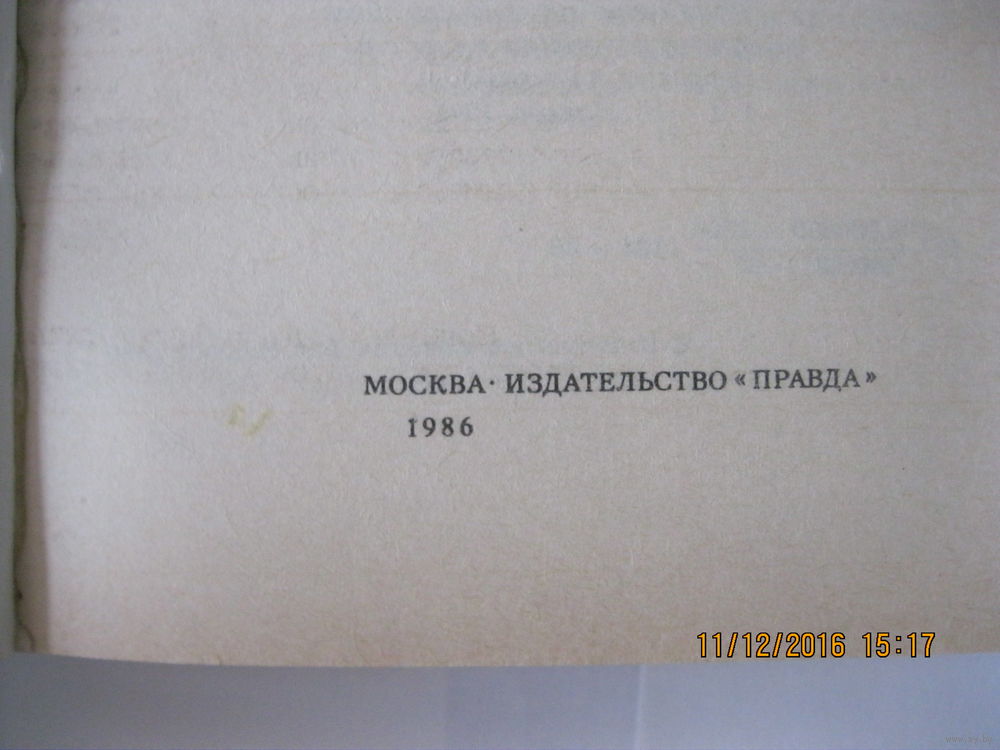 МОСКВА · ИЗДАТЕЛЬСТВО « ПРАВДА »
1986
11/12/2016 15:17